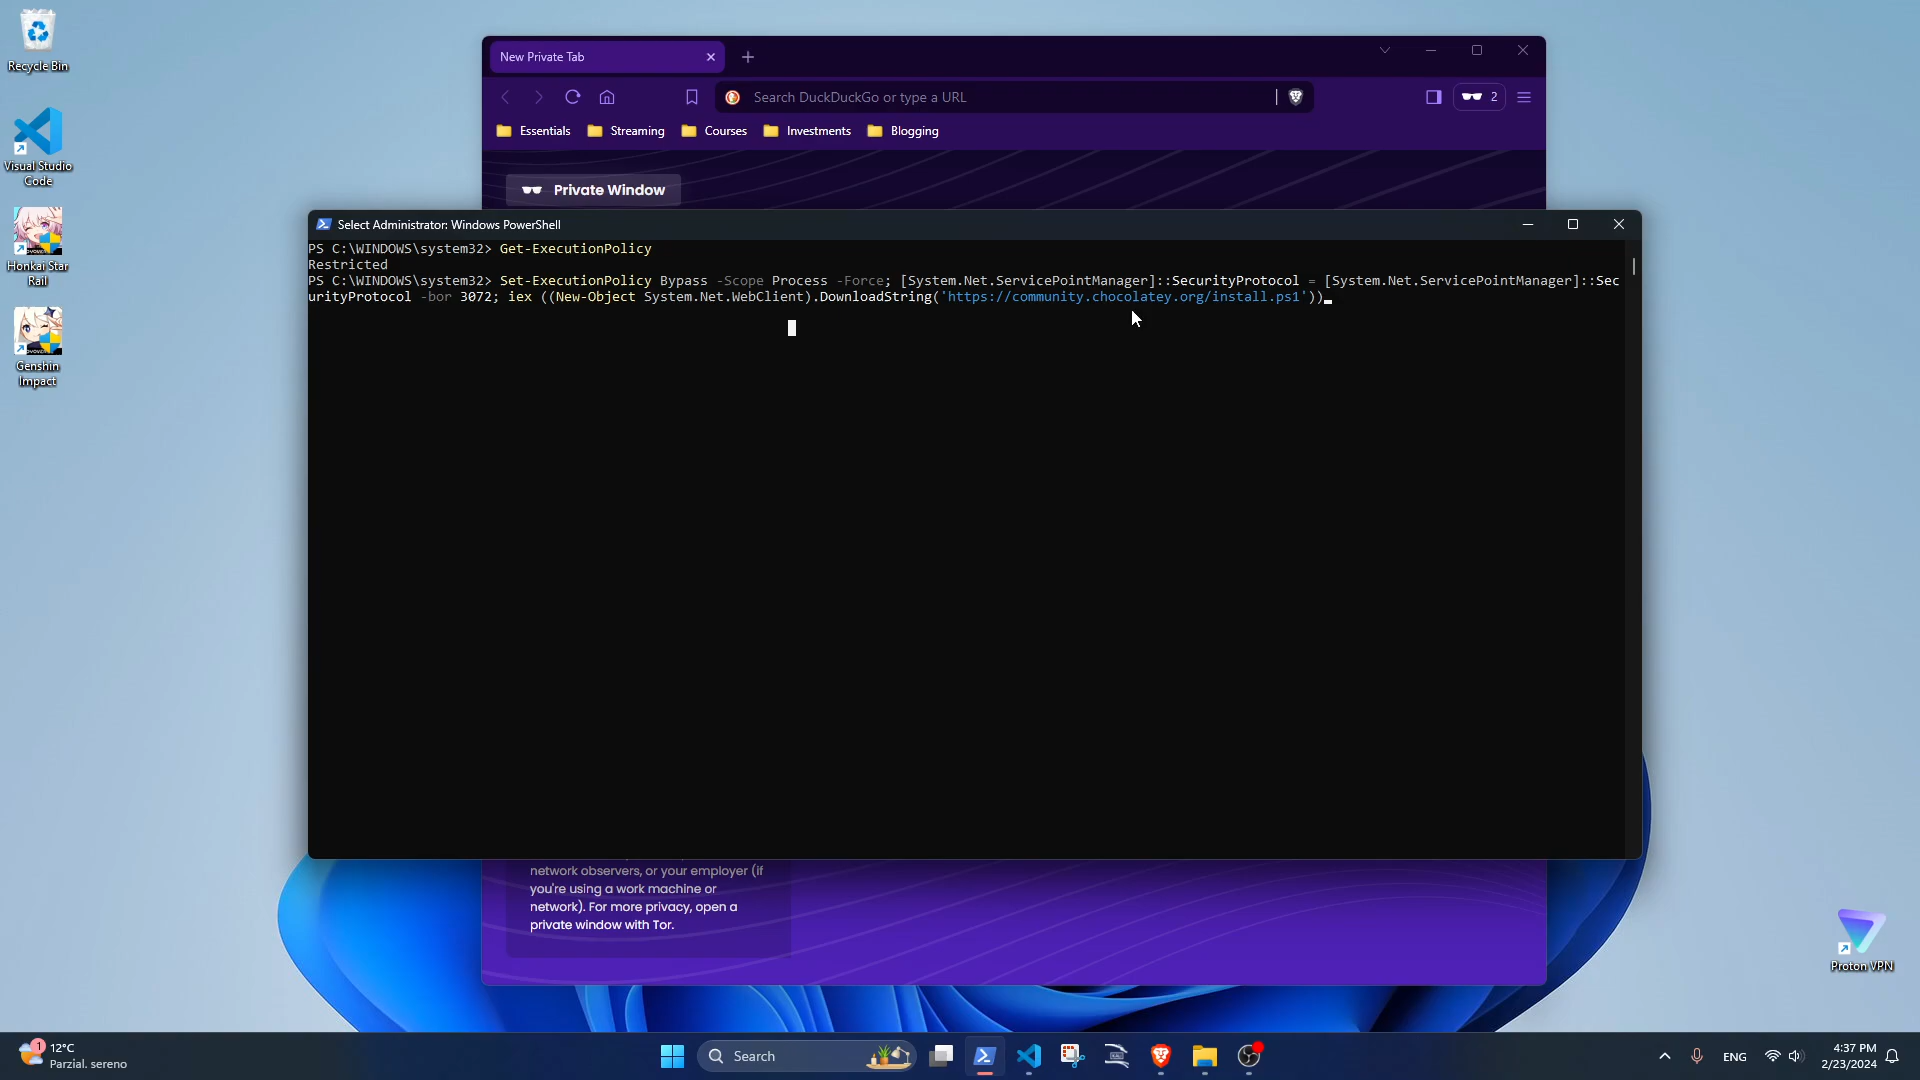 Recycle Bin
Visual Studio
Code
Honkai Star
Rail
Genshin
Impact
New Private Tab
Search DuckDuckGo or type a URL
2
Essentials
Streaming
Courses
Investments
Blogging
Private Window
Select Administrator: Windows PowerShell
PS C:\WINDOWS\system32> Get-ExecutionPolicy
Restricted
PS C:\WINDOWS\system32> Set-ExecutionPolicy Bypass -Scope Process -Force; [System.Net.ServicePointManager]::SecurityProtocol = [System.Net.ServicePointManager]::Sec
urityProtocol -bor 3072; iex ((New-Object System.Net.WebClient).DownloadString('https://community.chocolatey.org/install.ps1'))
network observers, or your employer (if
you're using a work machine or
network). For more privacy, open a
private window with Tor.
Proton VPN
1
12°C
Parzial. sereno
Search
ENG
4:37 PM
2/23/2024